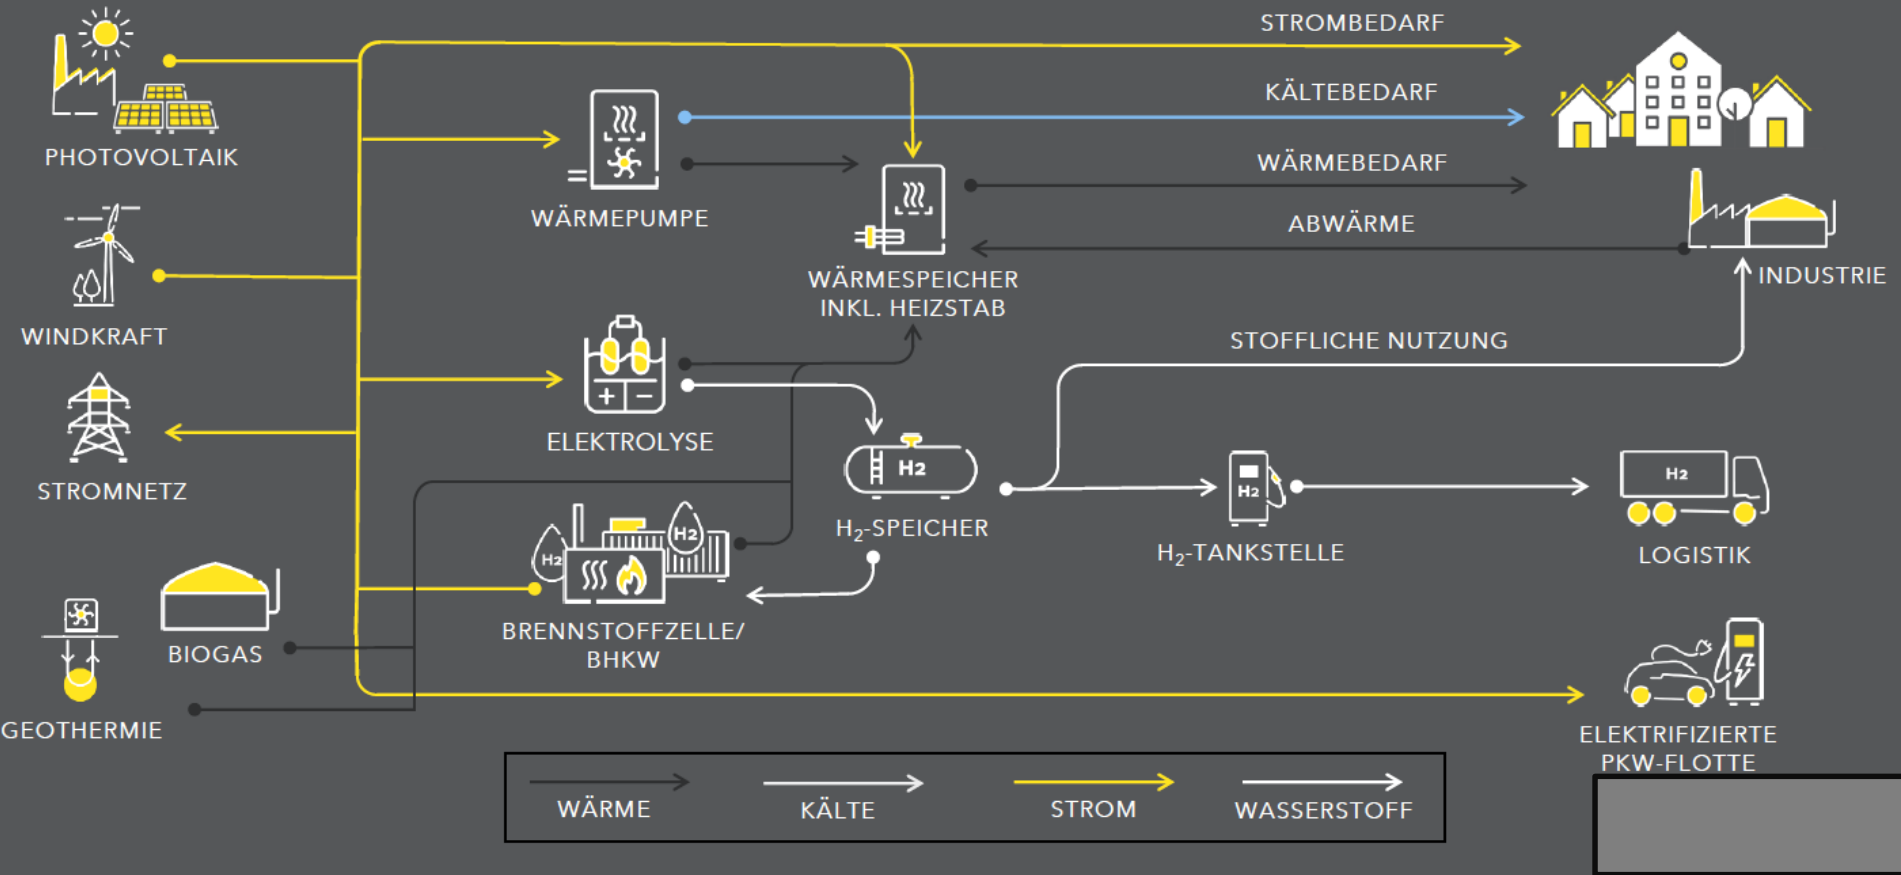 STROMBEDARF
KÄLTEBEDARF
PHOTOVOLTAIK
WÄRMEBEDARF
WÄRMEPUMPE
ABWÄRME
WÄRMESPEICHER
INKL. HEIZSTAB
INDUSTRIE
WINDKRAFT
STOFFLICHE NUTZUNG
+ −
ELEKTROLYSE
H2
H2
H2
STROMNETZ
H₂-SPEICHER
H2
H2
H₂-TANKSTELLE
LOGISTIK
BRENNSTOFFZELLE/
BHKW
BIOGAS
GEOTHERMIE
ELEKTRIFIZIERTE
PKW-FLOTTE
WÄRME
KÄLTE
STROM
WASSERSTOFF